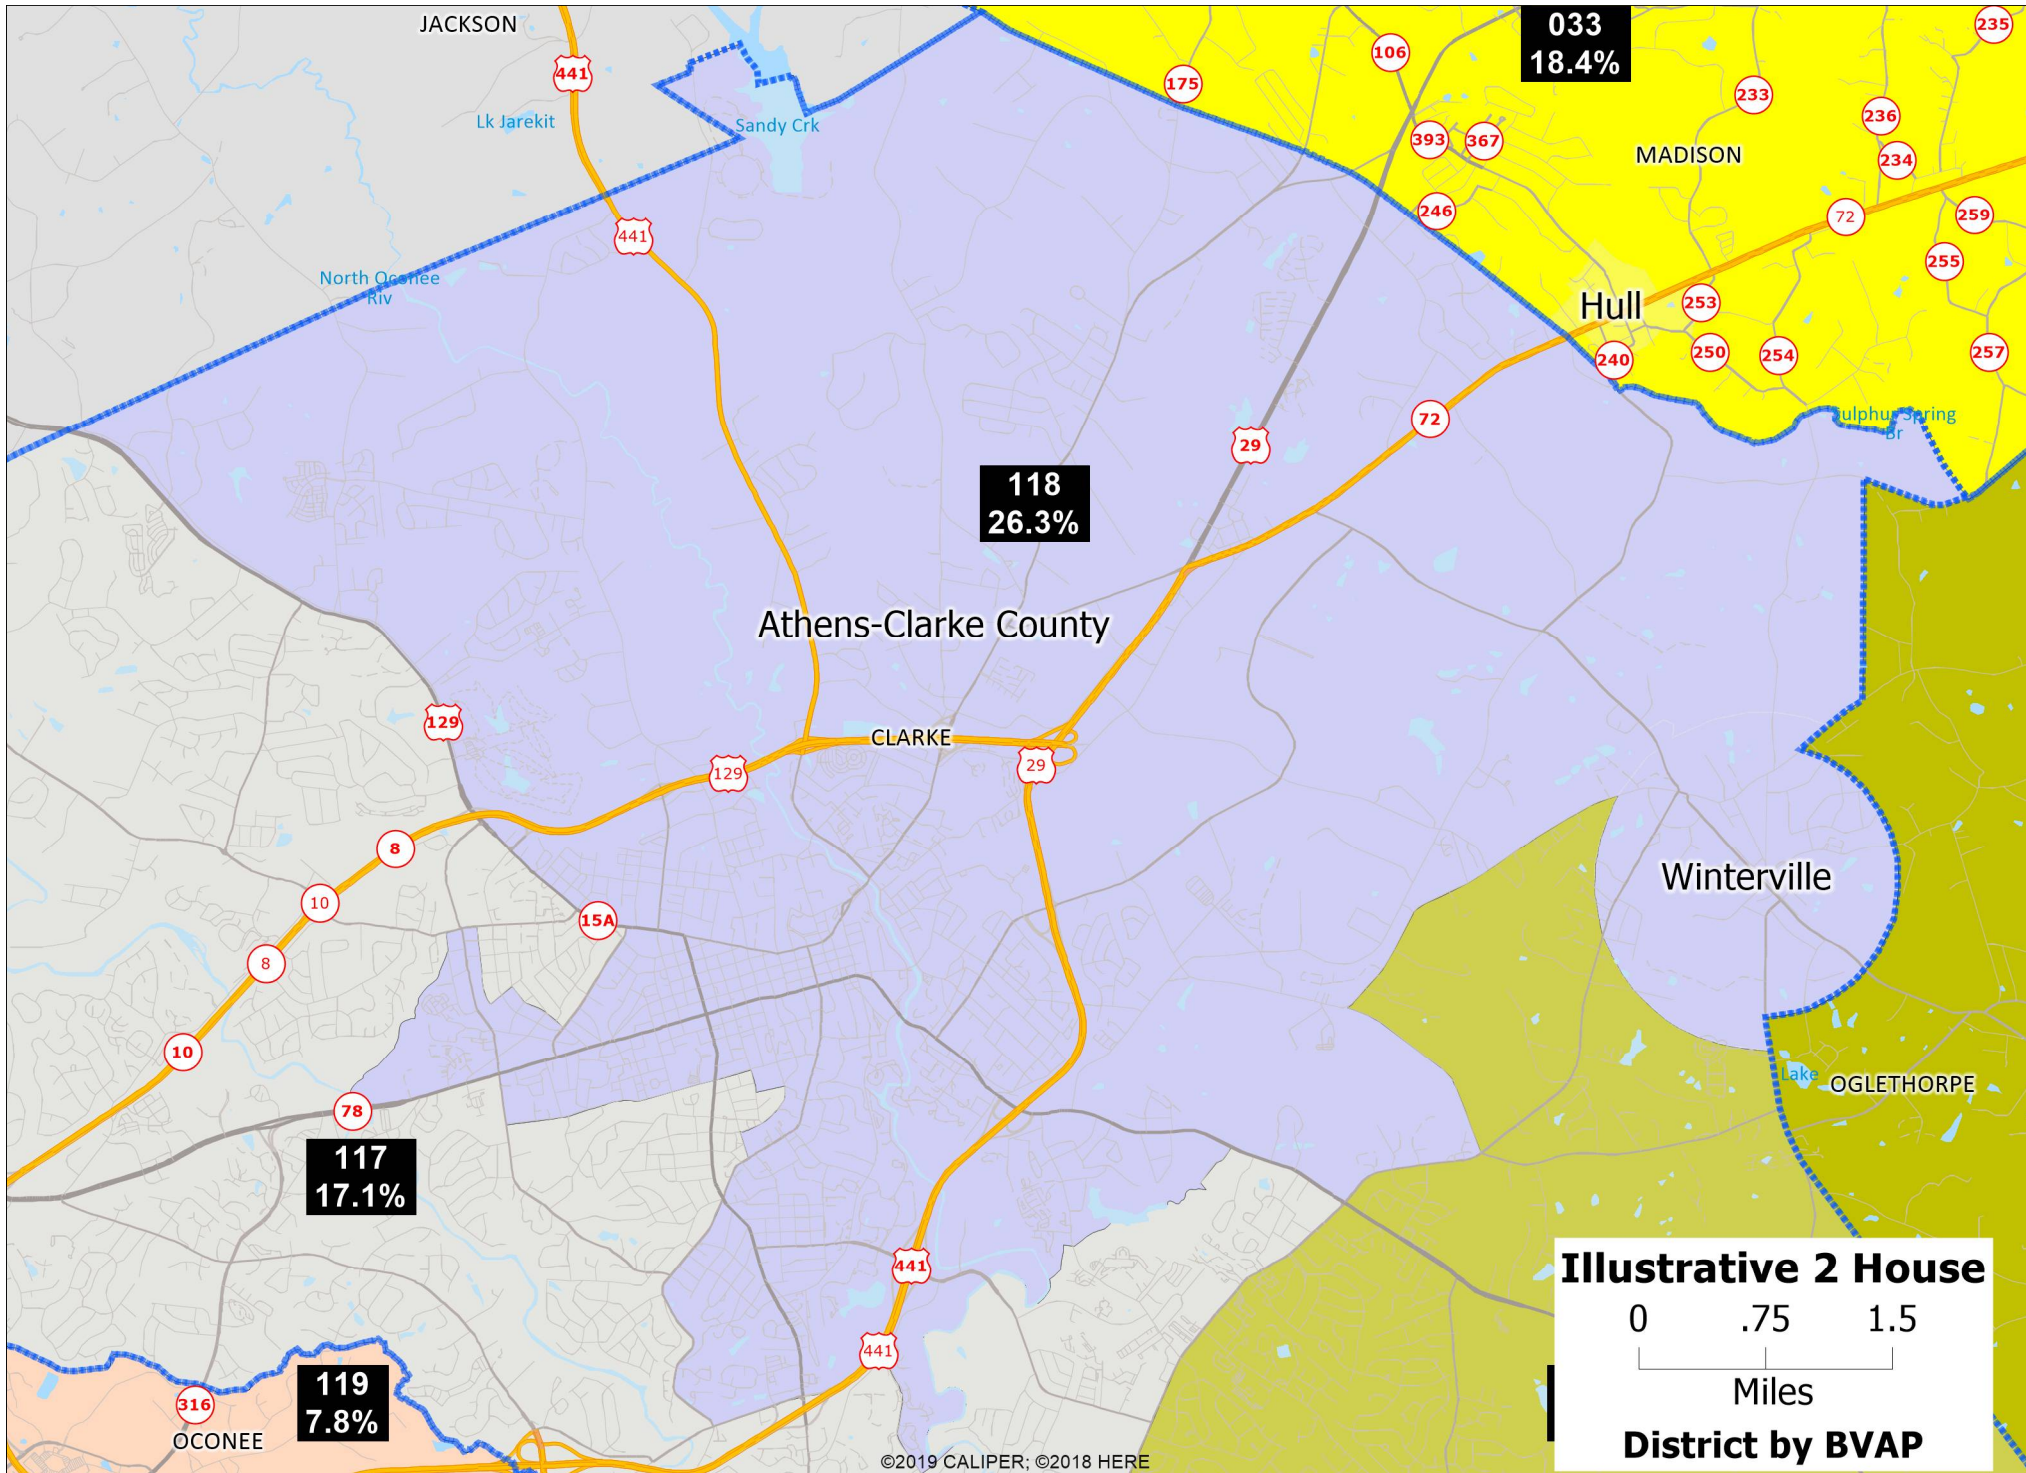 JACKSON
033
18.4%
235
441
106
175
233
236
Lk Jarekit
Sandy Crk
393
367
MADISON
234
246
72
259
441
255
North Oconee
Riv
Hull
253
240
250
254
257
72
Sulphur Spring
Br
29
118
26.3%
Athens-Clarke County
129
CLARKE
129
29
8
10
Winterville
15A
8
10
Lake
OGLETHORPE
78
117
17.1%
441
441
119
7.8%
316
OCONEE
Illustrative 2 House
0 .75 1.5
Miles
District by BVAP
©2019 CALIPER; ©2018 HERE